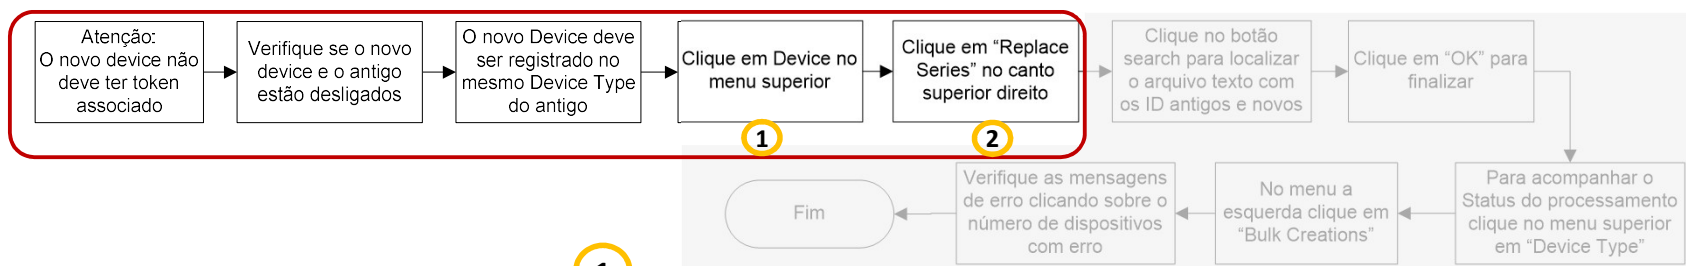 Atenção:
O novo device não
deve ter token
associado
Verifique se o novo
device e o antigo
estão desligados
O novo Device deve
ser registrado no
mesmo Device Type
do antigo
Clique em Device no
menu superior
Clique em “Replace
Series” no canto
superior direito
Clique no botão
search para localizar
o arquivo texto com
os ID antigos e novos
Clique em “OK” para
finalizar
1
2
Para acompanhar o
Status do processamento
clique no menu superior
em “Device Type”
No menu a
esquerda clique em
“Bulk Creations”
Verifique as mensagens
de erro clicando sobre o
número de dispositivos
com erro
Fim